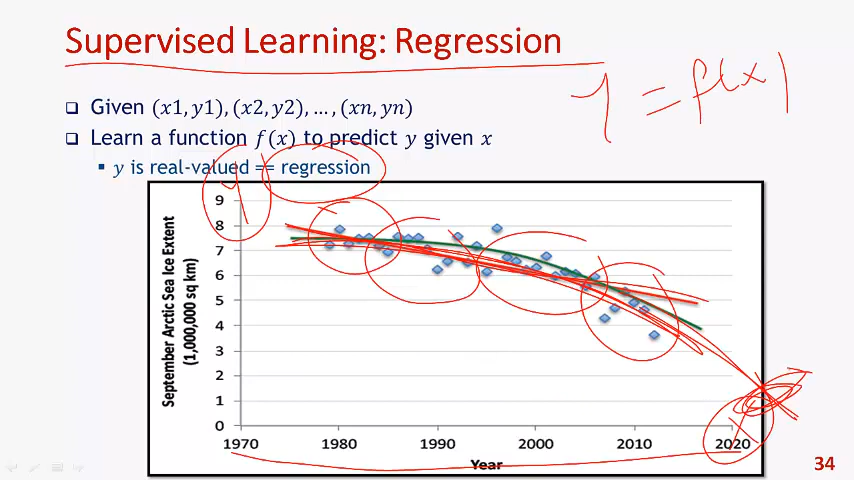 Supervised Learning: Regression
y = f(x)
❑ Given (x1, y1), (x2, y2), … , (xn, yn)
❑ Learn a function f(x) to predict y given x
▪ y is real-valued == regression
y
September Arctic Sea Ice Extent
(1,000,000 sq km)
9
8
7
6
5
4
3
2
1
0
1970 1980 1990 2000 2010 2020
x
Year
34